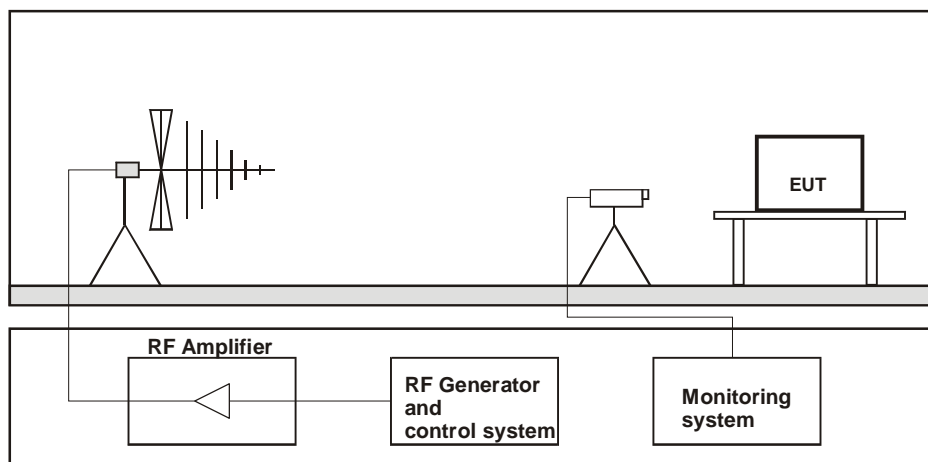 EUT
RF Amplifier
RF Generator
and
control system
Monitoring
system